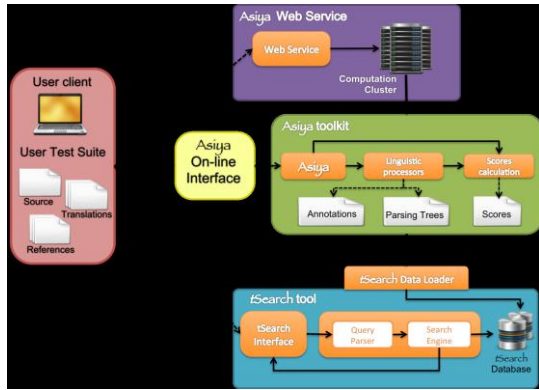 Asiya Web Service
Web Service
Computation
Cluster
User client
User Test Suite
Source
Translations
References
Asiya
On-line
Interface
Asiya toolkit
Asiya
Linguistic
processors
Scores
calculation
Annotations
Parsing Trees
Scores
tSearch Data Loader
tSearch tool
tSearch
Interface
Query
Parser
Search
Engine
tSearch
Database